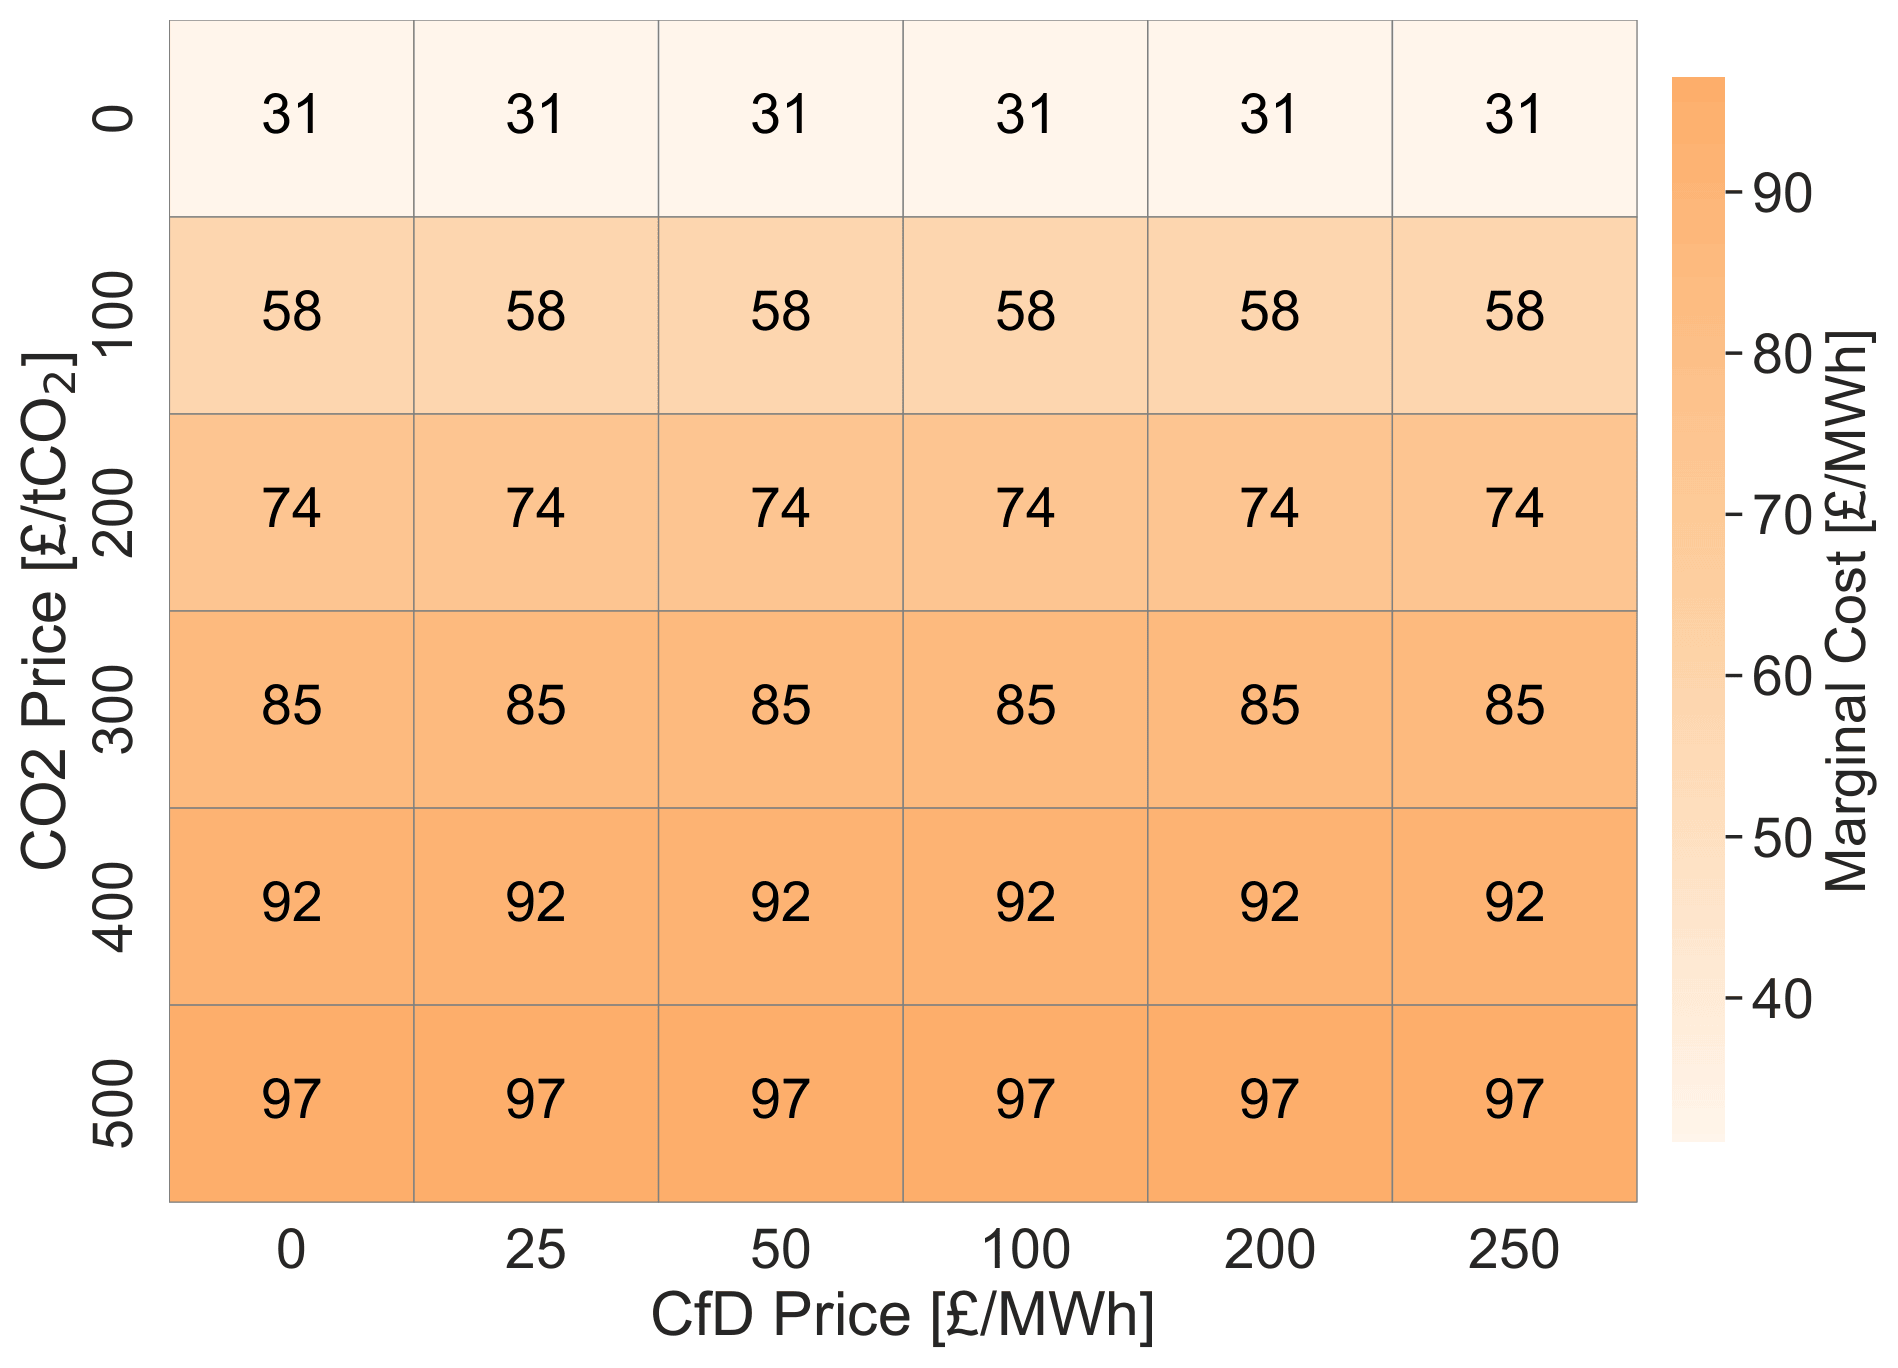 CO2 Price [£/tCO₂]
0 31 31 31 31 31 31
100 58 58 58 58 58 58
200 74 74 74 74 74 74
300 85 85 85 85 85 85
400 92 92 92 92 92 92
500 97 97 97 97 97 97
0 25 50 100 200 250
CfD Price [£/MWh]
90
80
70
60
50
40
Marginal Cost [£/MWh]